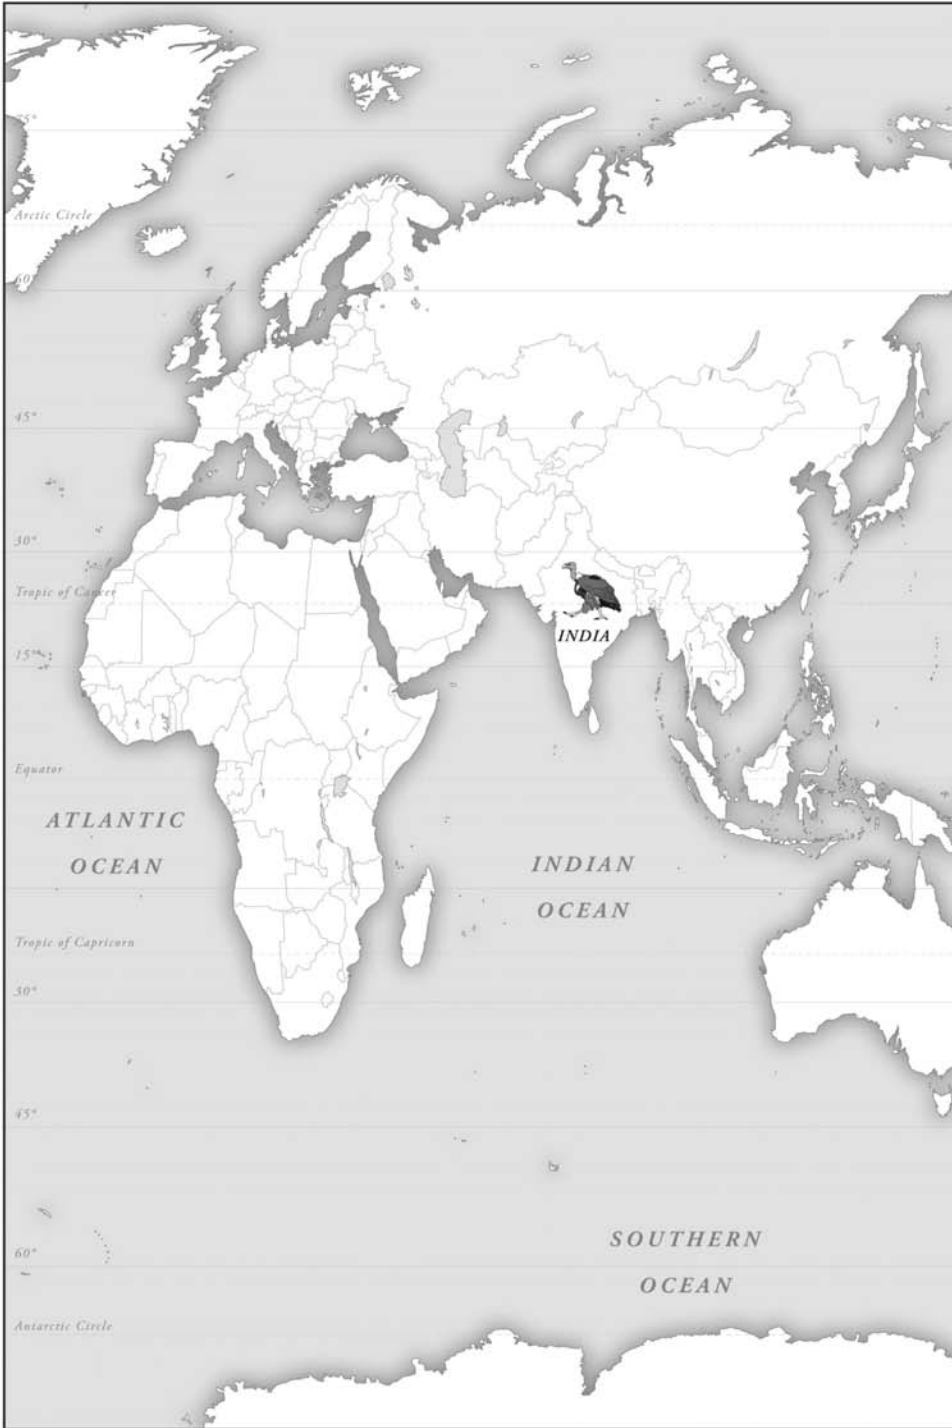 75°
Arctic Circle
60°
45°
30°
Tropic of Cancer
INDIA
15°
Equator
ATLANTIC
OCEAN
INDIAN
OCEAN
Tropic of Capricorn
30°
45°
SOUTHERN
OCEAN
60°
Antarctic Circle